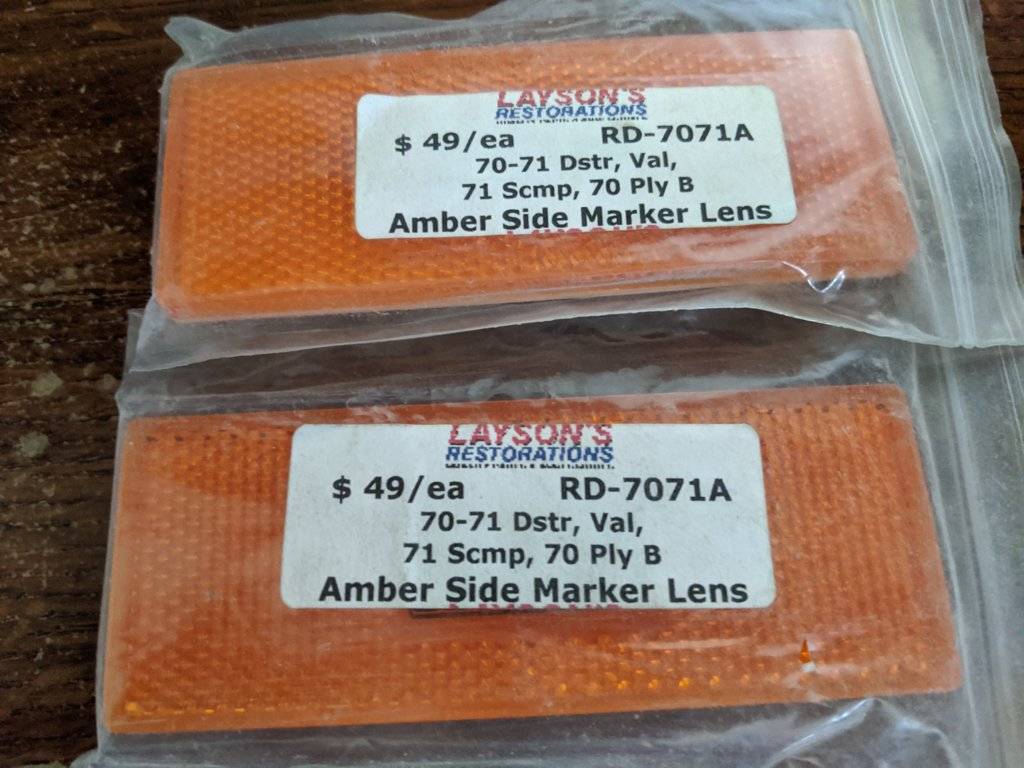 LAYSON'S
RESTORATIONS
$ 49/ea RD-7071A
70-71 Dstr, Val,
71 Scmp, 70 Ply B
Amber Side Marker Lens
LAYSON'S
RESTORATIONS
$ 49/ea RD-7071A
70-71 Dstr, Val,
71 Scmp, 70 Ply B
Amber Side Marker Lens